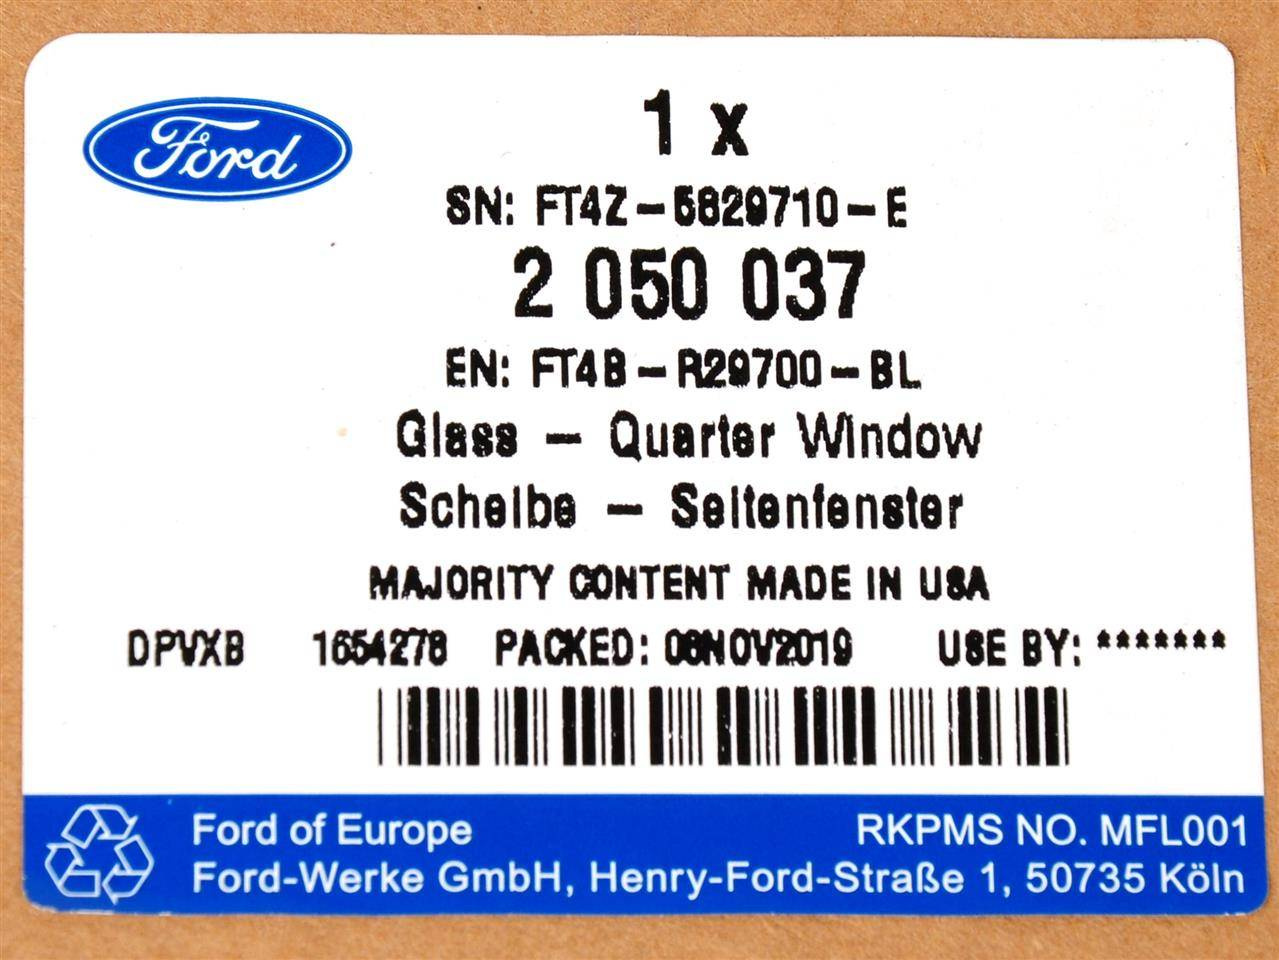 Ford
1 x
SN: FT4Z-5829710-E
2 050 037
EN: FT4B-R29700-BL
Glass - Quarter Window
Scheibe - Seitenfenster
MAJORITY CONTENT MADE IN USA
DPVXB 1654278 PACKED: 08NOV2019 USE BY: *******
Ford of Europe RKPMS NO. MFL001
Ford-Werke GmbH, Henry-Ford-Straße 1, 50735 Köln